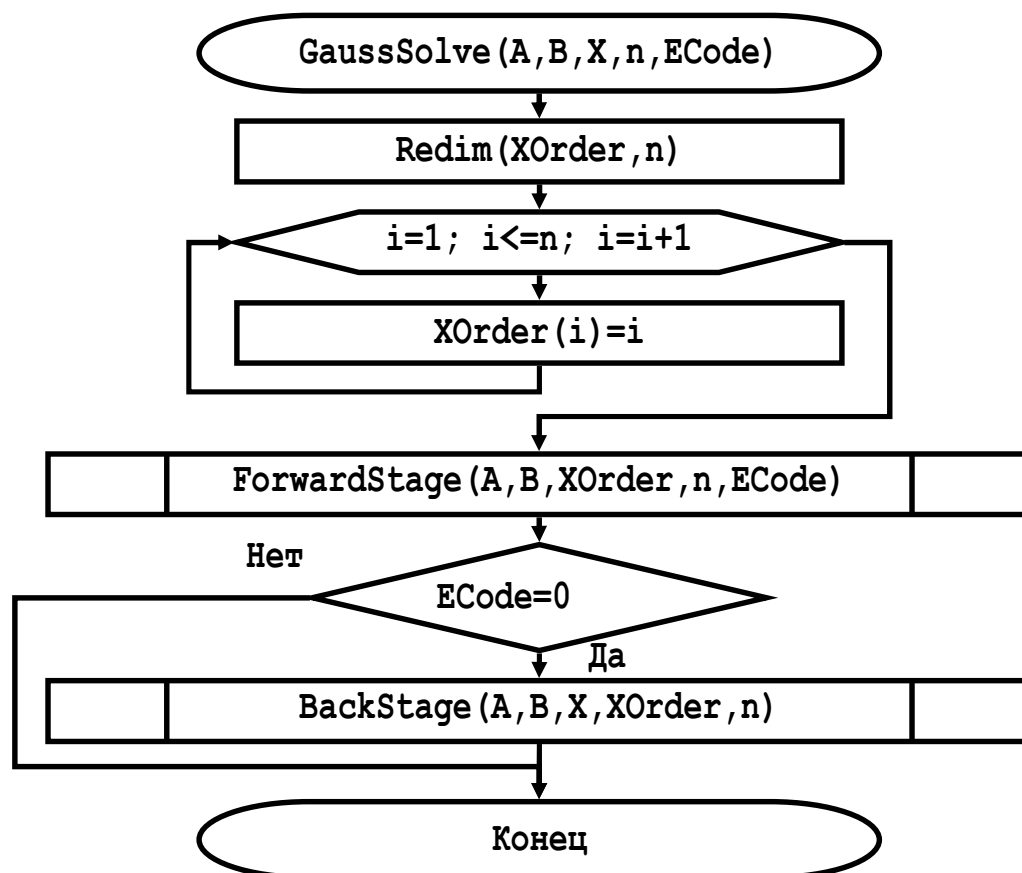 GaussSolve(A,B,X,n,ECode)
Redim(XOrder,n)
i=1; i<=n; i=i+1
XOrder(i)=i
ForwardStage(A,B,XOrder,n,ECode)
Нет
ECode=0
Да
BackStage(A,B,X,XOrder,n)
Конец